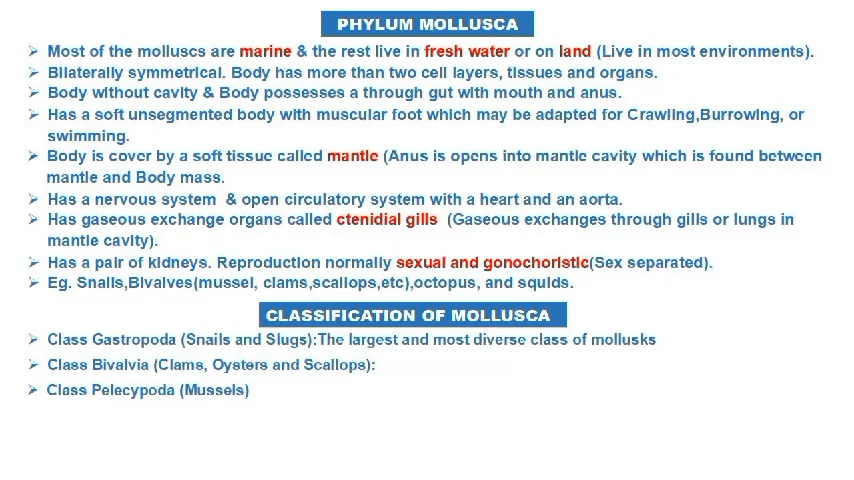 PHYLUM MOLLUSCA
➢ Most of the molluscs are marine & the rest live in fresh water or on land (Live in most environments).
➢ Bilaterally symmetrical. Body has more than two cell layers, tissues and organs.
➢ Body without cavity & Body possesses a through gut with mouth and anus.
➢ Has a soft unsegmented body with muscular foot which may be adapted for Crawling,Burrowing, or
swimming.
➢ Body is cover by a soft tissue called mantle (Anus is opens into mantle cavity which is found between
mantle and Body mass.
➢ Has a nervous system & open circulatory system with a heart and an aorta.
➢ Has gaseous exchange organs called ctenidial gills (Gaseous exchanges through gills or lungs in
mantle cavity).
➢ Has a pair of kidneys. Reproduction normally sexual and gonochoristic(Sex separated).
➢ Eg. Snails,Bivalves(mussel, clams,scallops,etc),octopus, and squids.
CLASSIFICATION OF MOLLUSCA
➢ Class Gastropoda (Snails and Slugs):The largest and most diverse class of mollusks
➢ Class Bivalvia (Clams, Oysters and Scallops):
➢ Class Pelecypoda (Mussels)